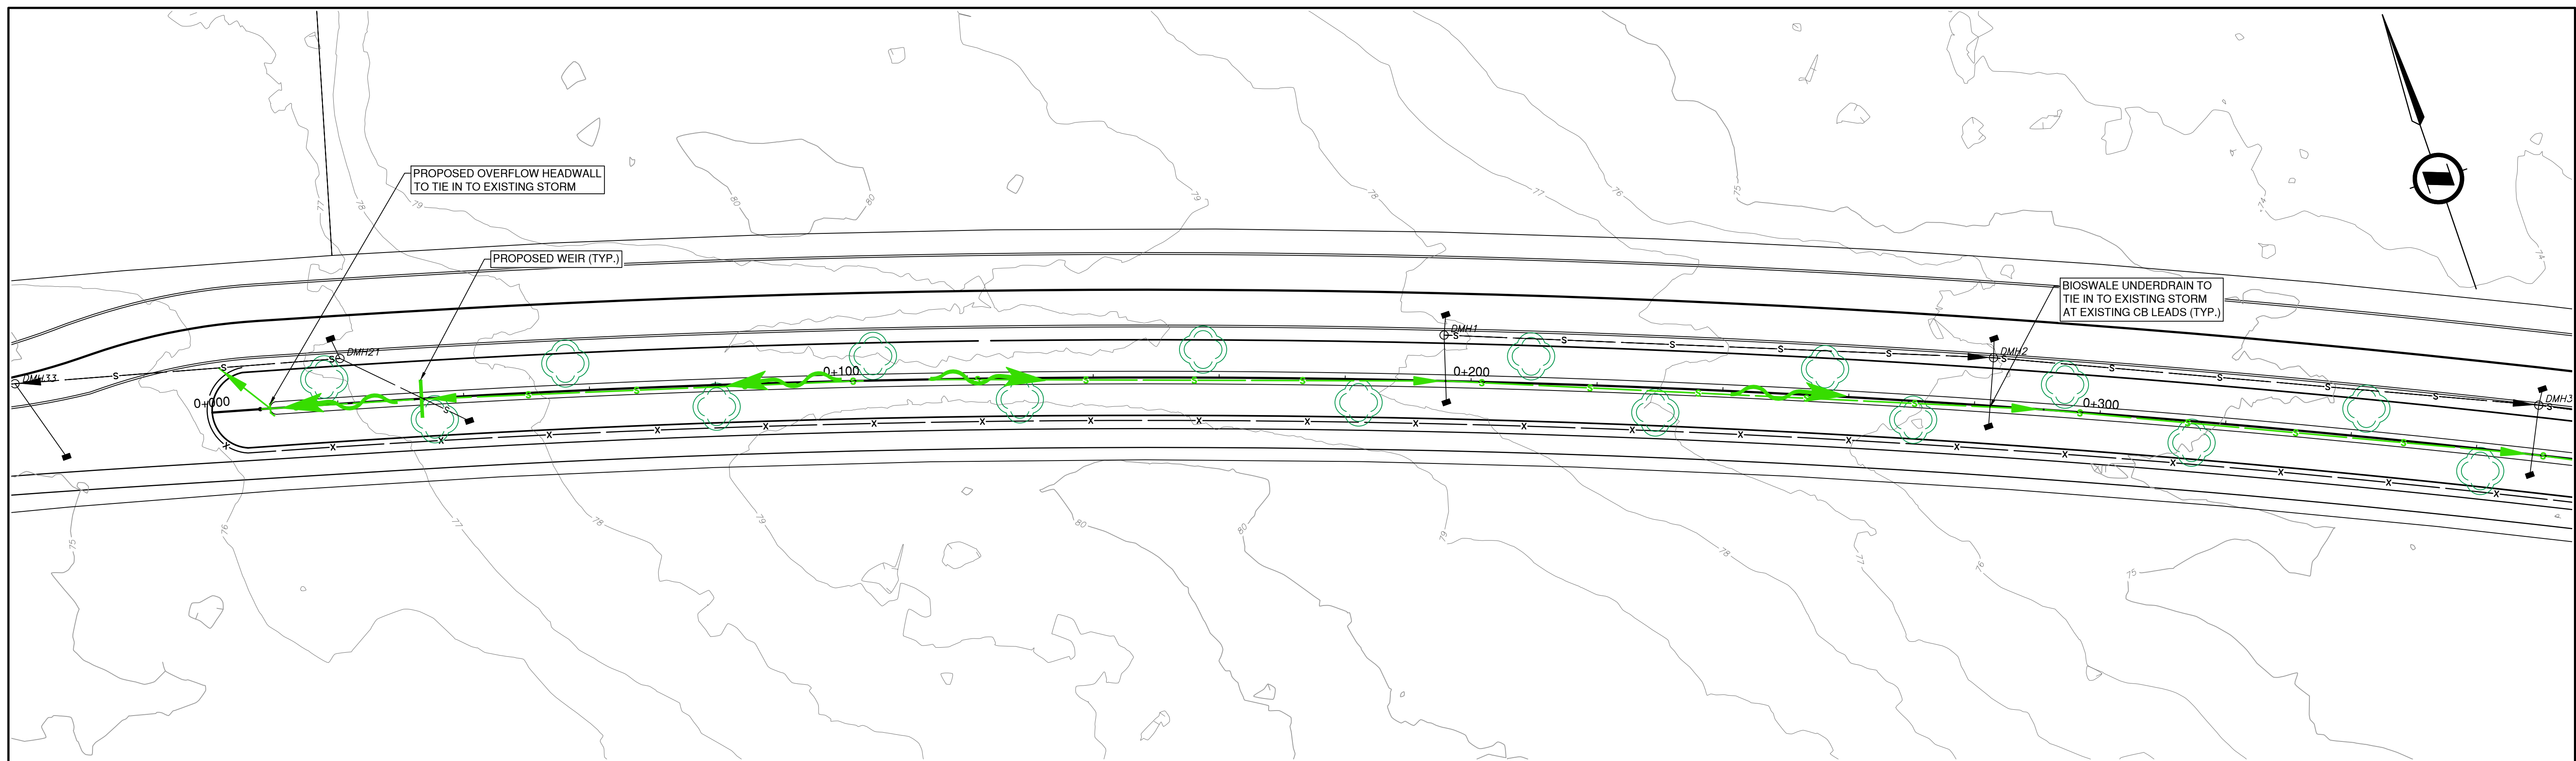 PROPOSED OVERFLOW HEADWALL
TO TIE IN TO EXISTING STORM
PROPOSED WEIR (TYP.)
BIOSWALE UNDERDRAIN TO
TIE IN TO EXISTING STORM
AT EXISTING CB LEADS (TYP.)
77
78
79
80
80
79
78
77
76
75
74
74
DMH33
DMH21
DMH1
DMH2
DMH3
0+000
0+100
0+200
0+300
S S S S S S S S S S S S S
X X X X X X X X X X X X X X X X X X X X X X
75
76
77
78
79
80
80
79
78
77
76
75